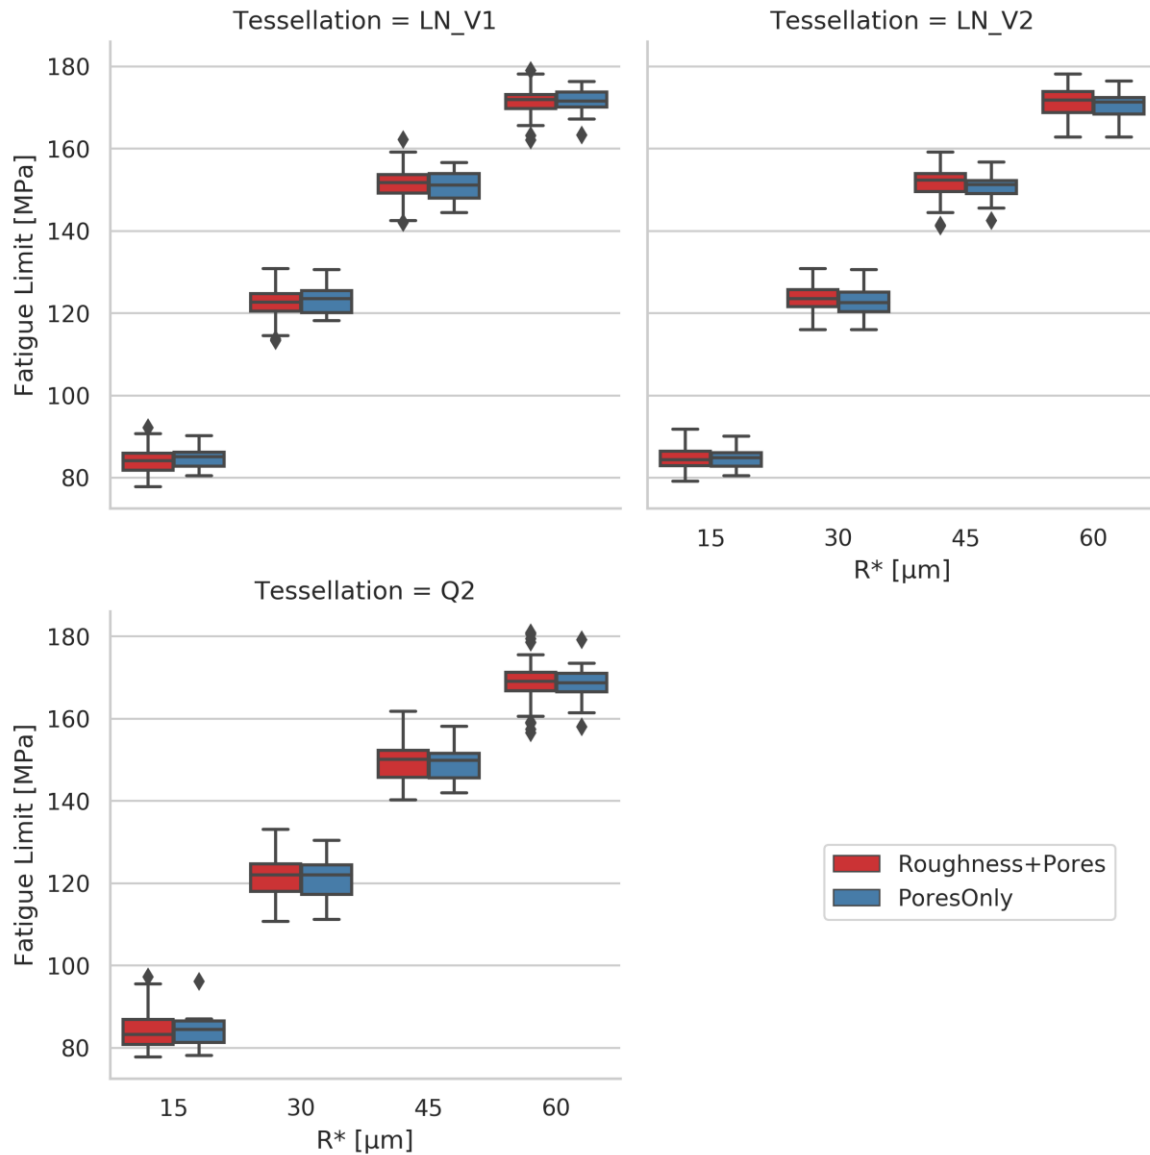 Tessellation = LN_V1
Tessellation = LN_V2
Fatigue Limit [MPa]
180
160
140
120
100
80
15
30
45
60
R* [µm]
Tessellation = Q2
Fatigue Limit [MPa]
180
160
140
120
100
80
15
30
45
60
R* [µm]
Roughness+Pores
PoresOnly